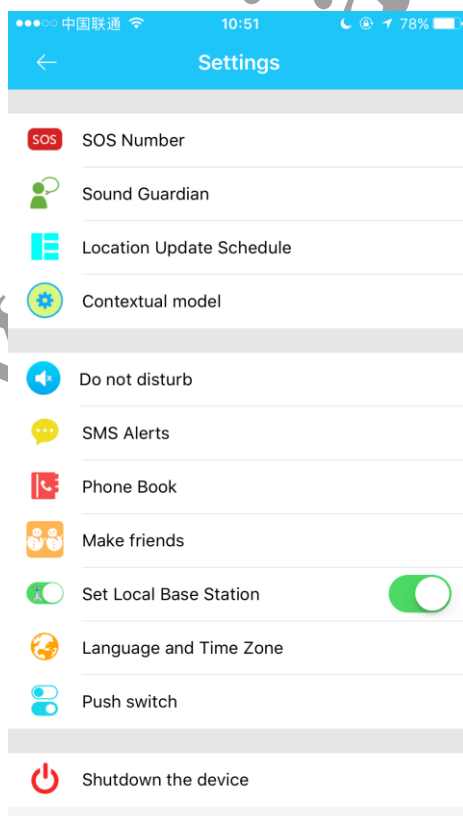 中国联通 10:51 78%
Settings
SOS SOS Number
Sound Guardian
Location Update Schedule
Contextual model
Do not disturb
SMS Alerts
Phone Book
Make friends
Set Local Base Station
Language and Time Zone
Push switch
Shutdown the device